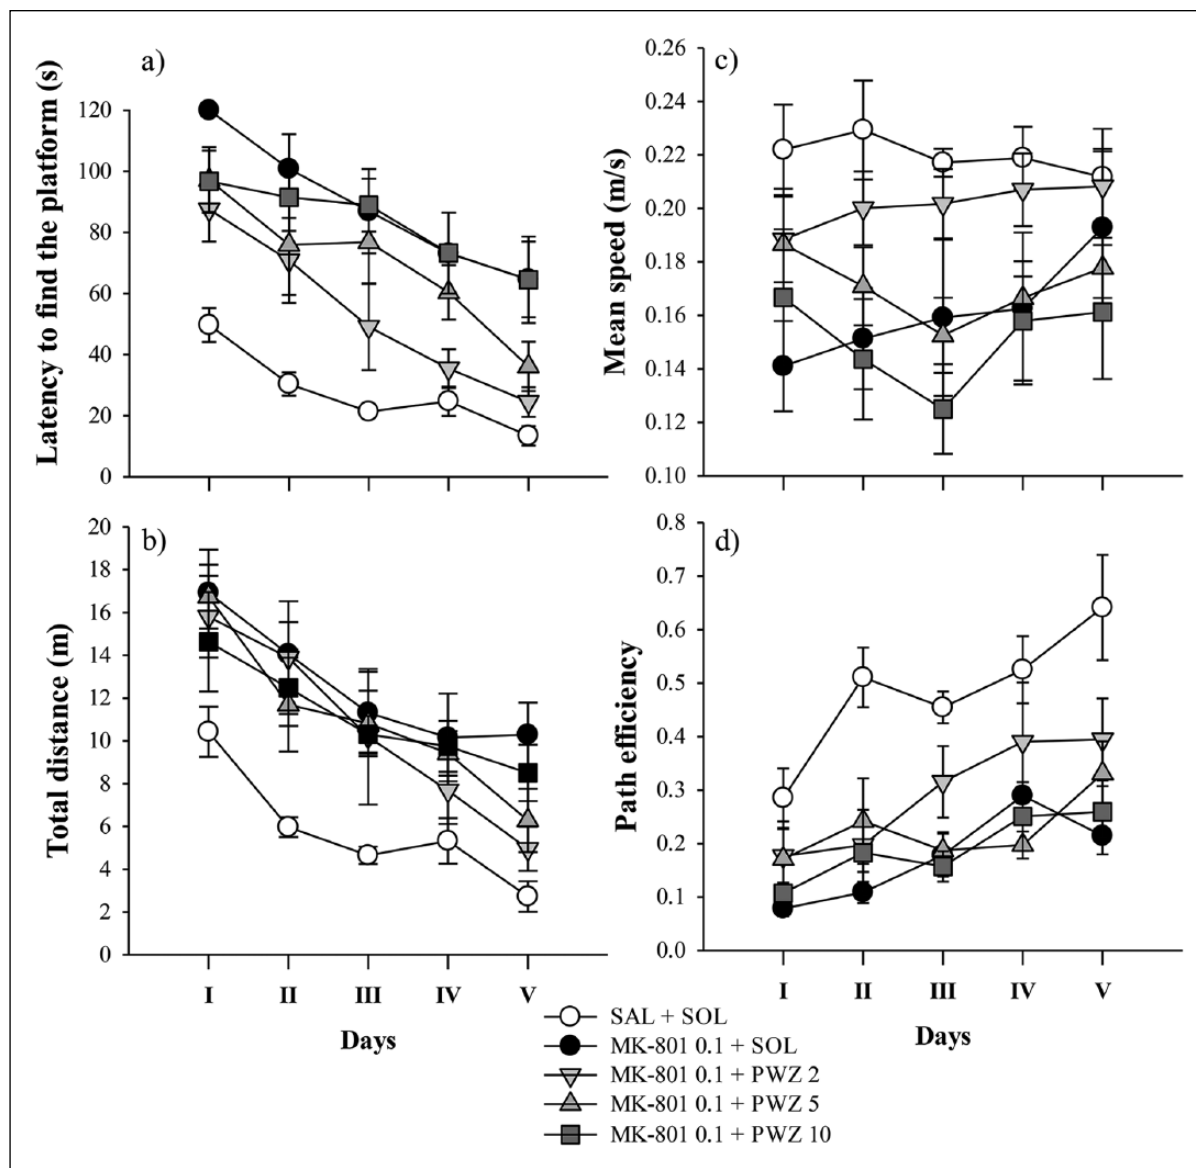 a)
Latency to find the platform (s)
120
100
80
60
40
20
0
c)
Mean speed (m/s)
0.26
0.24
0.22
0.20
0.18
0.16
0.14
0.12
0.10
b)
Total distance (m)
20
18
16
14
12
10
8
6
4
2
0
I II III IV V
Days
d)
Path efficiency
0.8
0.7
0.6
0.5
0.4
0.3
0.2
0.1
0.0
I II III IV V
Days
SAL + SOL
MK-801 0.1 + SOL
MK-801 0.1 + PWZ 2
MK-801 0.1 + PWZ 5
MK-801 0.1 + PWZ 10